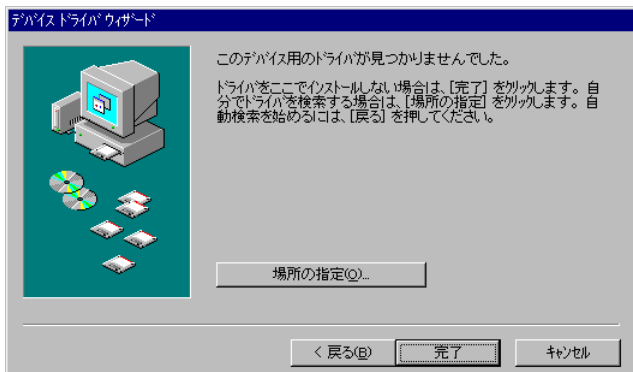 ﾃﾞﾊﾞｲｽ ﾄﾞﾗｲﾊﾞ ｳｨｻﾞｰﾄﾞ
このﾃﾞﾊﾞｲｽ用のﾄﾞﾗｲﾊﾞが見つかりませんでした。
ﾄﾞﾗｲﾊﾞをここでｲﾝｽﾄｰﾙしない場合は、[完了] をｸﾘｯｸします。自
分でﾄﾞﾗｲﾊﾞを検索する場合は、[場所の指定] をｸﾘｯｸします。自
動検索を始めるには、[戻る] を押してください。
場所の指定(O)...
< 戻る(B)
完了
ｷｬﾝｾﾙ